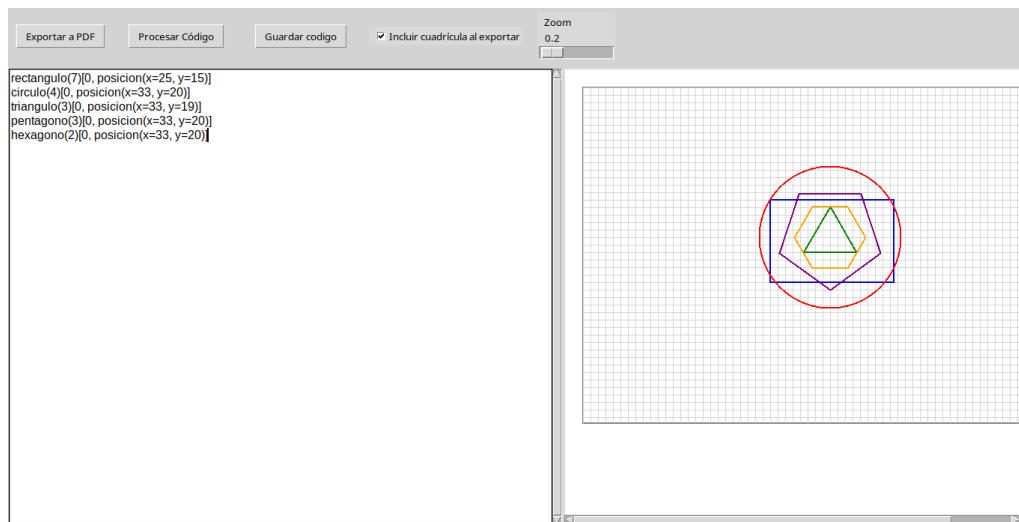 Exportar a PDF
Procesar Código
Guardar codigo
Incluir cuadrícula al exportar
Zoom
0.2
rectangulo(7)[0, posicion(x=25, y=15)]
circulo(4)[0, posicion(x=33, y=20)]
triangulo(3)[0, posicion(x=33, y=19)]
pentagono(3)[0, posicion(x=33, y=20)]
hexagono(2)[0, posicion(x=33, y=20)]